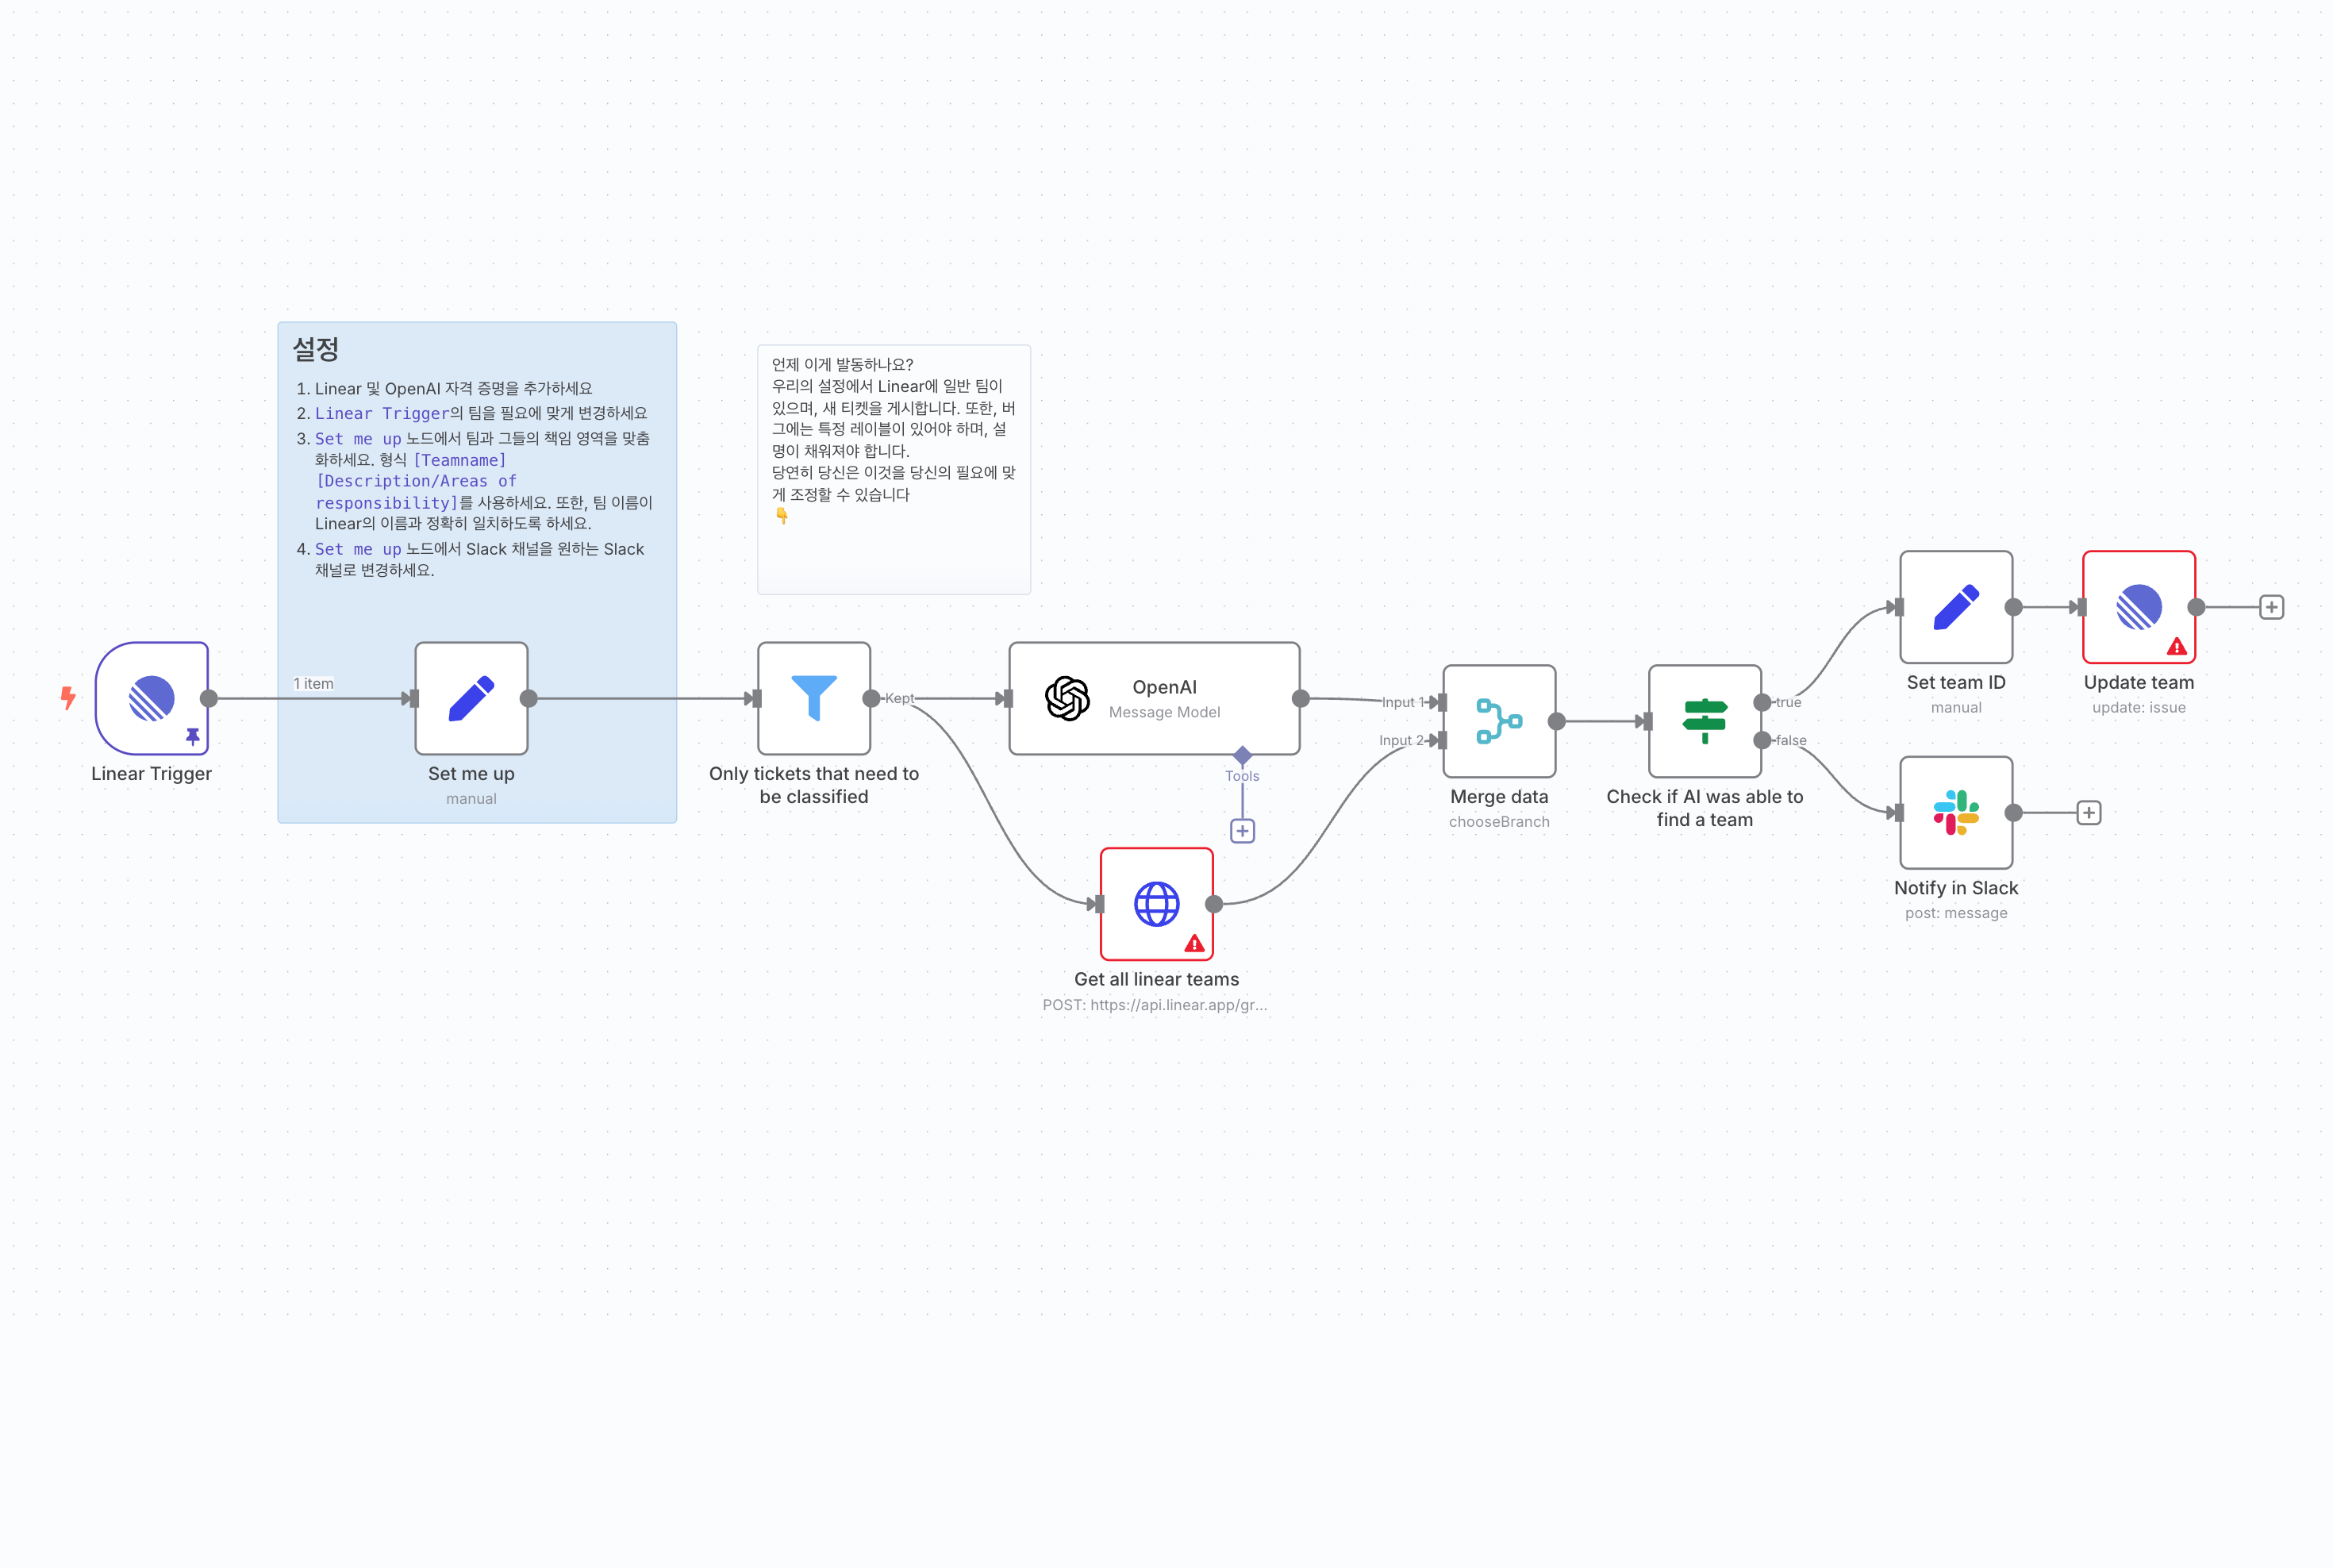 설정
1. Linear 및 OpenAI 자격 증명을 추가하세요
2. Linear Trigger의 팀을 필요에 맞게 변경하세요
3. Set me up 노드에서 팀과 그들의 책임 영역을 맞춤
화하세요. 형식 [Teamname]
[Description/Areas of
responsibility]를 사용하세요. 또한, 팀 이름이
Linear의 이름과 정확히 일치하도록 하세요.
4. Set me up 노드에서 Slack 채널을 원하는 Slack
채널로 변경하세요.
언제 이게 발동하나요?
우리의 설정에서 Linear에 일반 팀이
있으며, 새 티켓을 게시합니다. 또한, 버
그에는 특정 레이블이 있어야 하며, 설
명이 채워져야 합니다.
당연히 당신은 이것을 당신의 필요에 맞
게 조정할 수 있습니다
👇
Linear Trigger
1 item
Set me up
manual
Only tickets that need to
be classified
Kept
OpenAI
Message Model
Tools
Get all linear teams
POST: https://api.linear.app/gr...
Input 1
Input 2
Merge data
chooseBranch
Check if AI was able to
find a team
true
false
Set team ID
manual
Update team
update: issue
Notify in Slack
post: message